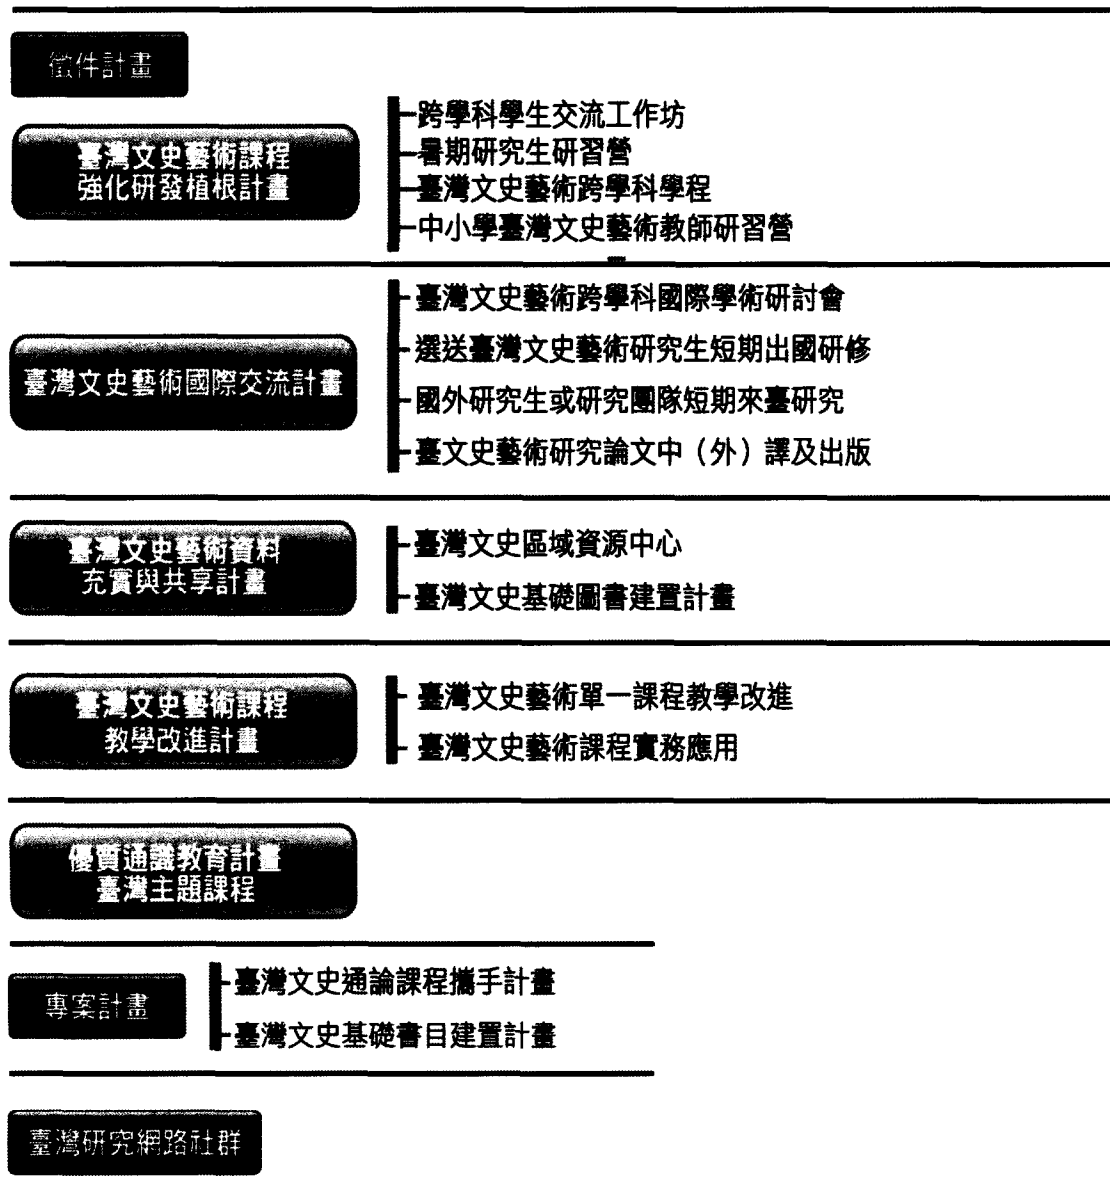 徵件計畫
臺灣文史藝術課程
強化研發植根計畫
跨學科學生交流工作坊
暑期研究生研習營
臺灣文史藝術跨學科學程
中小學臺灣文史藝術教師研習營
臺灣文史藝術國際交流計畫
臺灣文史藝術跨學科國際學術研討會
選送臺灣文史藝術研究生短期出國研修
國外研究生或研究團隊短期來臺研究
臺文史藝術研究論文中（外）譯及出版
臺灣文史藝術資料
充實與共享計畫
臺灣文史區域資源中心
臺灣文史基礎圖書建置計畫
臺灣文史藝術課程
教學改進計畫
臺灣文史藝術單一課程教學改進
臺灣文史藝術課程實務應用
優質通識教育計畫
臺灣主題課程
專案計畫
臺灣文史通論課程攜手計畫
臺灣文史基礎書目建置計畫
臺灣研究網路社群